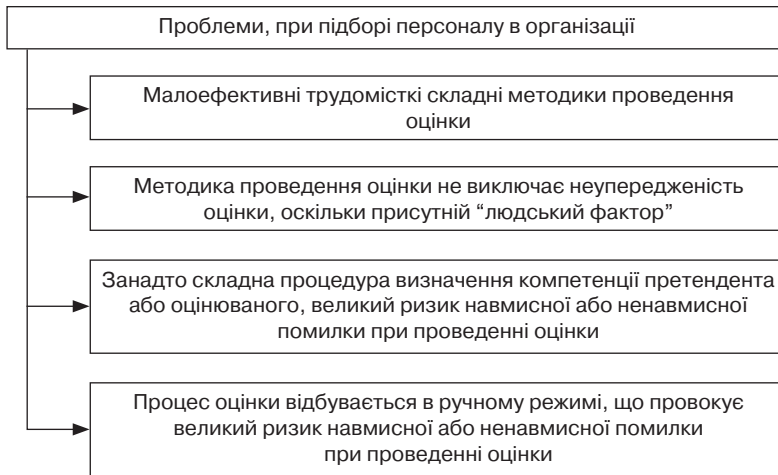 Проблеми, при підборі персоналу в організації
Малоефективні трудомісткі складні методики проведення
оцінки
Методика проведення оцінки не виключає неупередженість
оцінки, оскільки присутній “людський фактор”
Занадто складна процедура визначення компетенції претендента
або оцінюваного, великий ризик навмисної або ненавмисної
помилки при проведенні оцінки
Процес оцінки відбувається в ручному режимі, що провокує
великий ризик навмисної або ненавмисної помилки
при проведенні оцінки